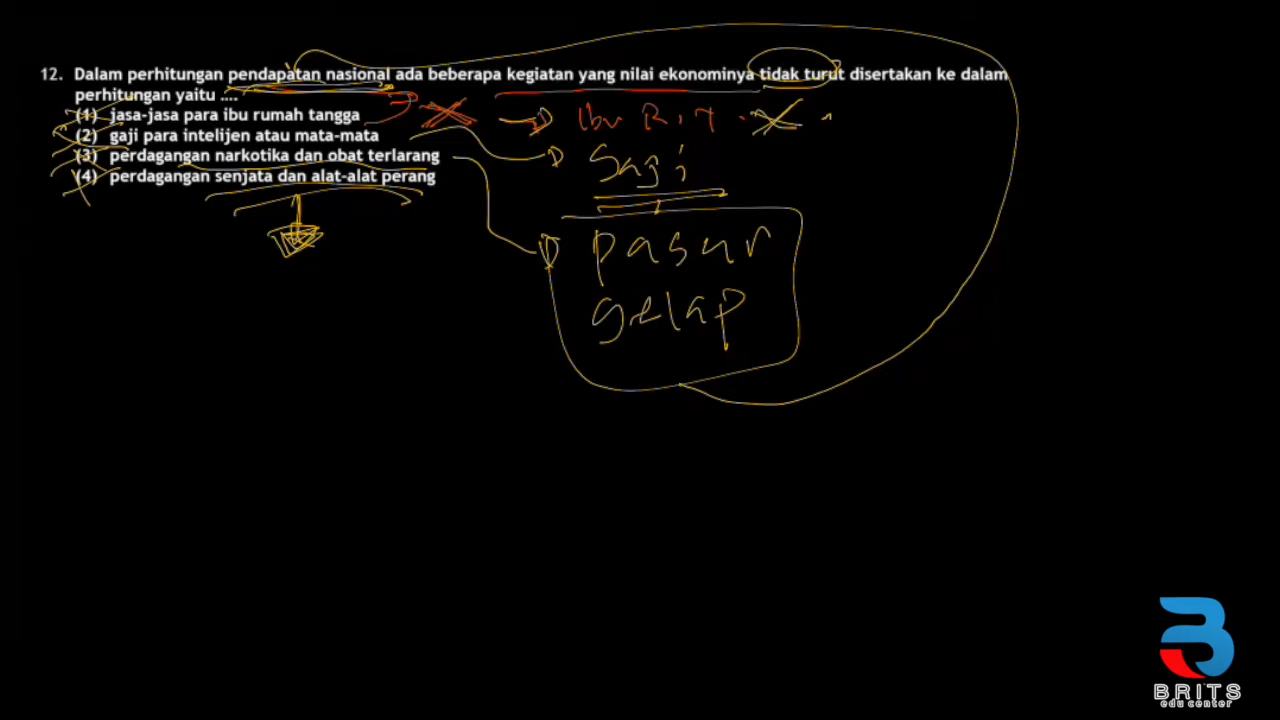 12. Dalam perhitungan pendapatan nasional ada beberapa kegiatan yang nilai ekonominya tidak turut disertakan ke dalam
perhitungan yaitu ....
(1) jasa-jasa para ibu rumah tangga
(2) gaji para intelijen atau mata-mata
(3) perdagangan narkotika dan obat terlarang
(4) perdagangan senjata dan alat-alat perang
Ibu R.T.
Gaji
pasar
gelap
BRITS
edu center